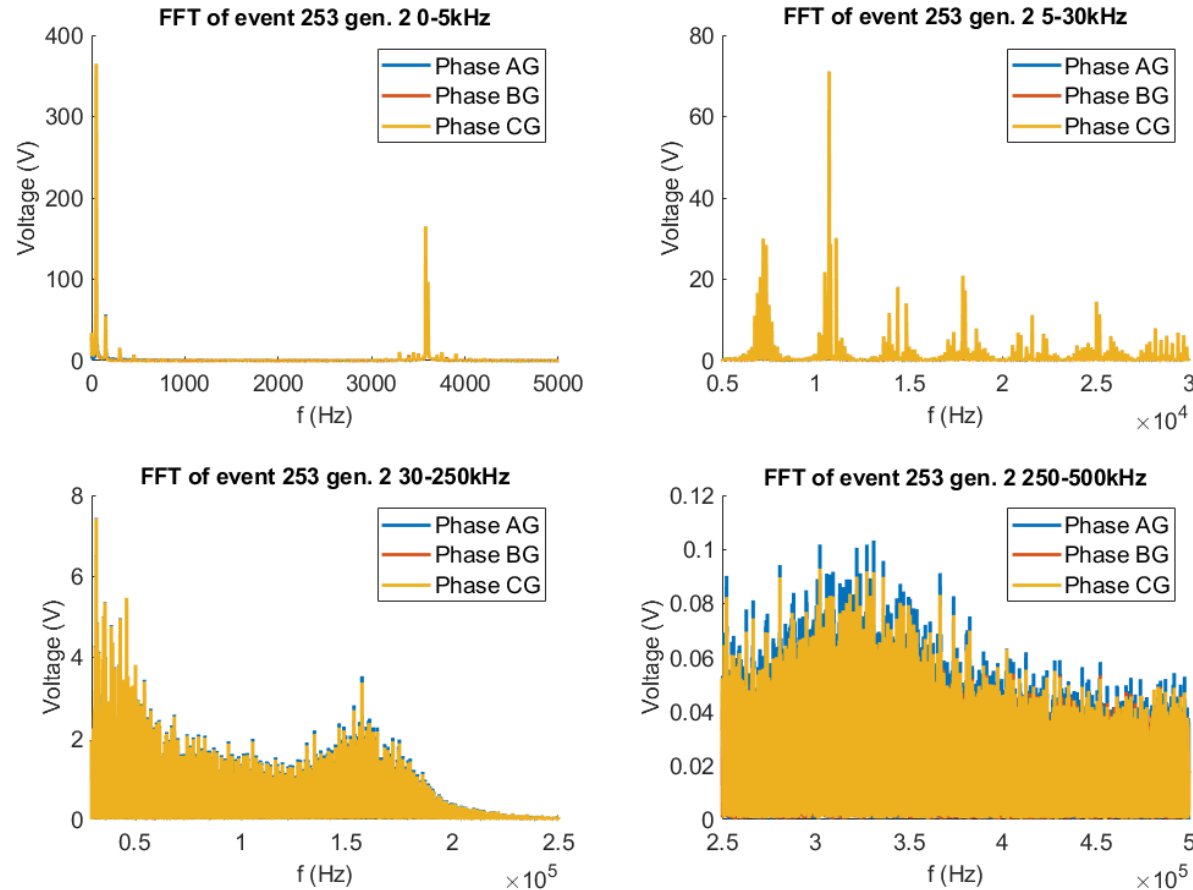 FFT of event 253 gen. 2 0-5kHz
400
300
200
100
0
Voltage (V)
0
1000
2000
3000
4000
5000
f (Hz)
Phase AG
Phase BG
Phase CG
FFT of event 253 gen. 2 5-30kHz
80
60
40
20
0
Voltage (V)
0.5
1
1.5
2
2.5
3
f (Hz)
×10^4
Phase AG
Phase BG
Phase CG
FFT of event 253 gen. 2 30-250kHz
8
6
4
2
0
Voltage (V)
0.5
1
1.5
2
2.5
f (Hz)
×10^5
Phase AG
Phase BG
Phase CG
FFT of event 253 gen. 2 250-500kHz
0.12
0.1
0.08
0.06
0.04
0.02
0
Voltage (V)
2.5
3
3.5
4
4.5
5
f (Hz)
×10^5
Phase AG
Phase BG
Phase CG